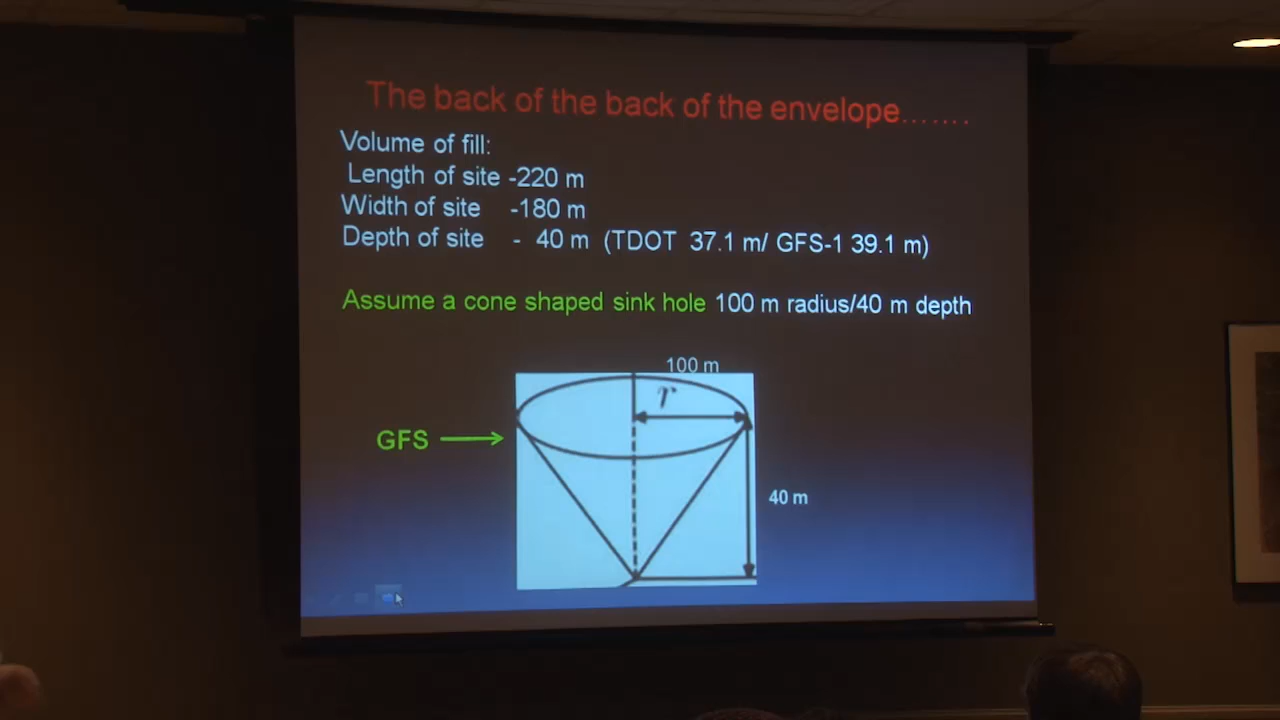 The back of the back of the envelope.......
Volume of fill:
Length of site -220 m
Width of site -180 m
Depth of site - 40 m (TDOT 37.1 m/ GFS-1 39.1 m)
Assume a cone shaped sink hole 100 m radius/40 m depth
100 m
r
GFS
40 m